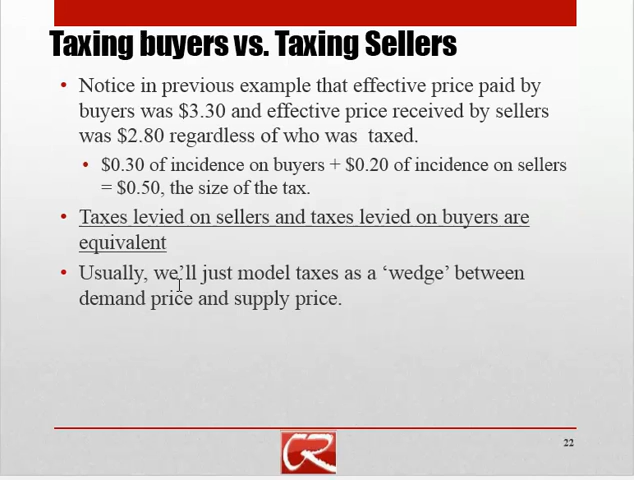 Taxing buyers vs. Taxing Sellers
• Notice in previous example that effective price paid by
buyers was $3.30 and effective price received by sellers
was $2.80 regardless of who was  taxed.
• $0.30 of incidence on buyers + $0.20 of incidence on sellers
= $0.50, the size of the tax.
• Taxes levied on sellers and taxes levied on buyers are
equivalent
• Usually, we’ll just model taxes as a ‘wedge’ between
demand price and supply price.
22
CR